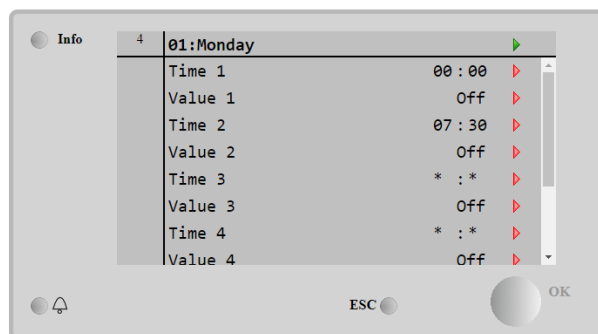 Info
4 01:Monday
Time 1 00:00
Value 1 Off
Time 2 07:30
Value 2 Off
Time 3 * :*
Value 3 Off
Time 4 * :*
Value 4 Off
ESC
OK